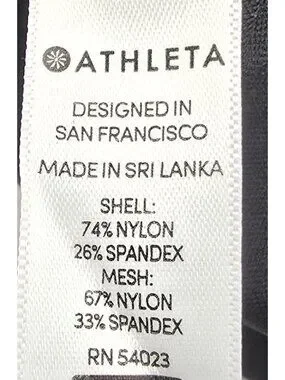 ATHLETA
DESIGNED IN
SAN FRANCISCO
MADE IN SRI LANKA
SHELL:
74% NYLON
26% SPANDEX
MESH:
67% NYLON
33% SPANDEX
RN 54023